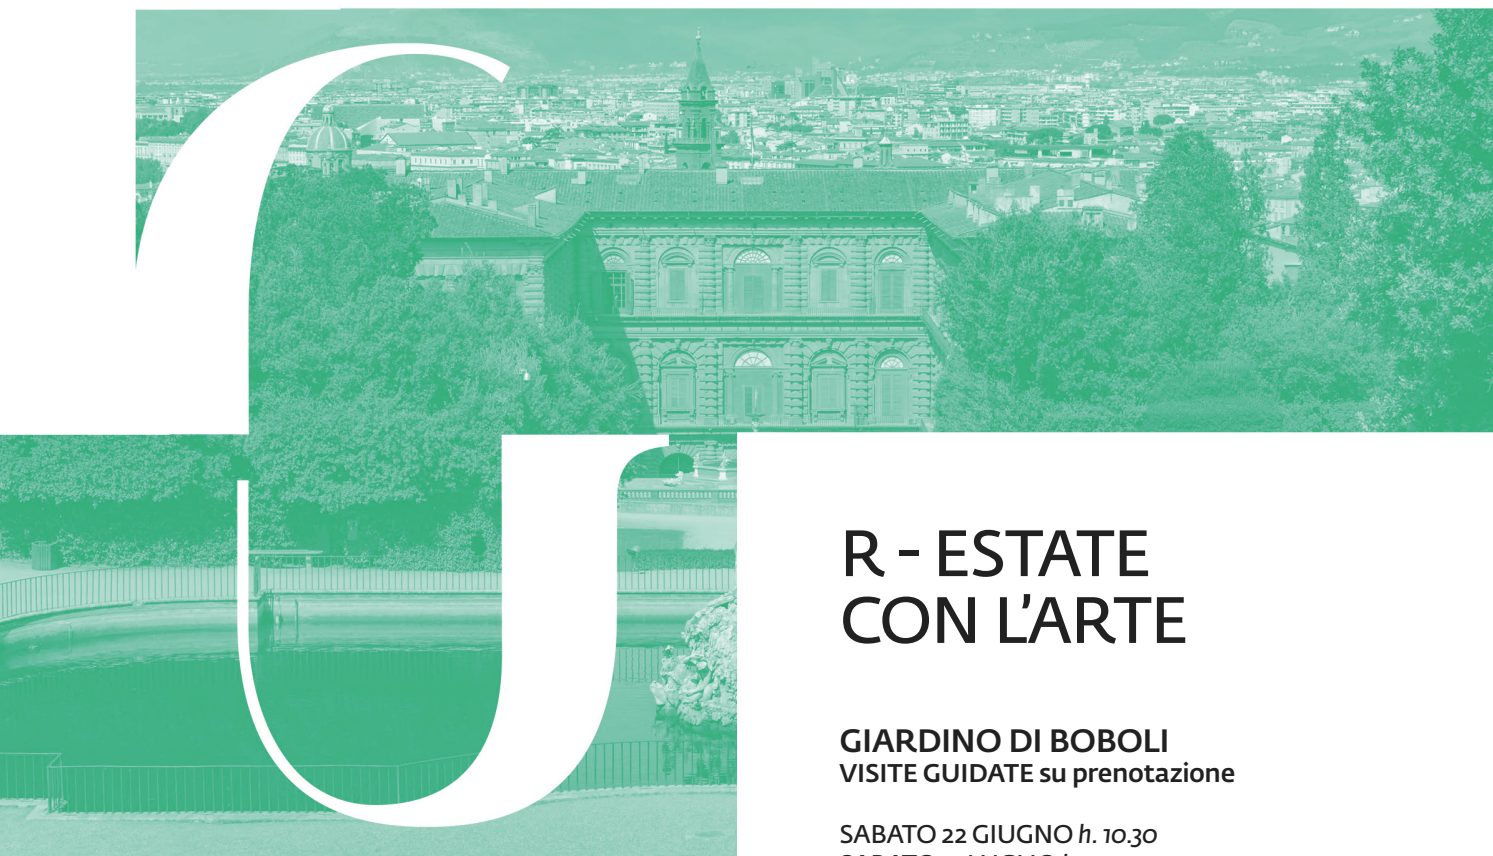 R - ESTATE
CON L'ARTE
GIARDINO DI BOBOLI
VISITE GUIDATE su prenotazione
SABATO 22 GIUGNO h. 10.30